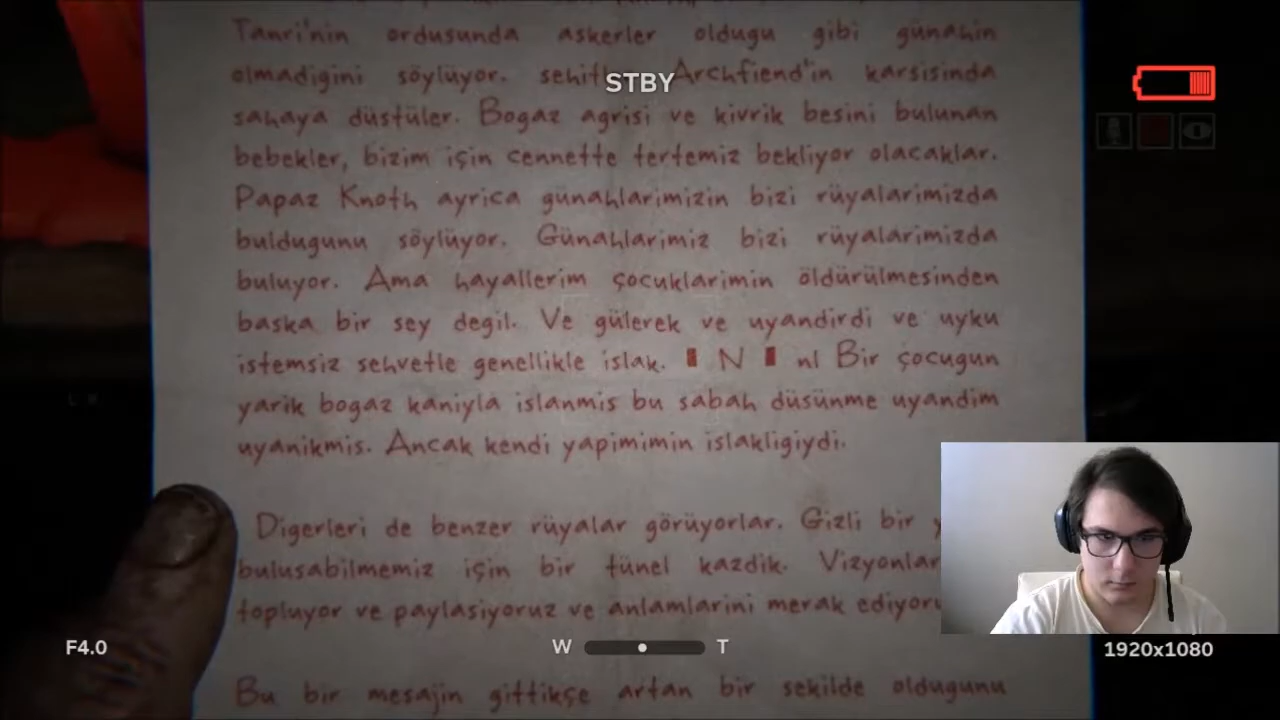 Tanri'nin ordusunda askerler oldugu gibi günahin
olmadigini söylüyor. Archfiend'in karsisinda
STBY
sahaya düstüler. Bogaz agrisi ve kivrik besini bulunan
bebekler, bizim için cennette tertemiz bekliyor olacaklar.
Papaz Knoth ayrica günahlarimizin bizi rüyalarimizda
buldugunu söylüyor. Günahlarimiz bizi rüyalarimizda
buluyor. Ama hayallerim çocuklarimin öldürülmesinden
baska bir sey degil. Ve gülerek ve uyandirdi ve uyku
istemsiz sehvetle genellikle islak. N nl Bir çocugun
yarik bogaz kaniyla islanmis bu sabah düsünme uyandim
uyanikmis. Ancak kendi yapimimin islakligiydi.
Digerleri de benzer rüyalar görüyorlar. Gizli bir
bulusabilmemiz için bir tünel kazdik.
topluyor ve paylasiyoruz ve anlamlarini merak
F4.0
W
T
1920x1080
Bu bir mesajin gittikçe artan bir sekilde oldugunu